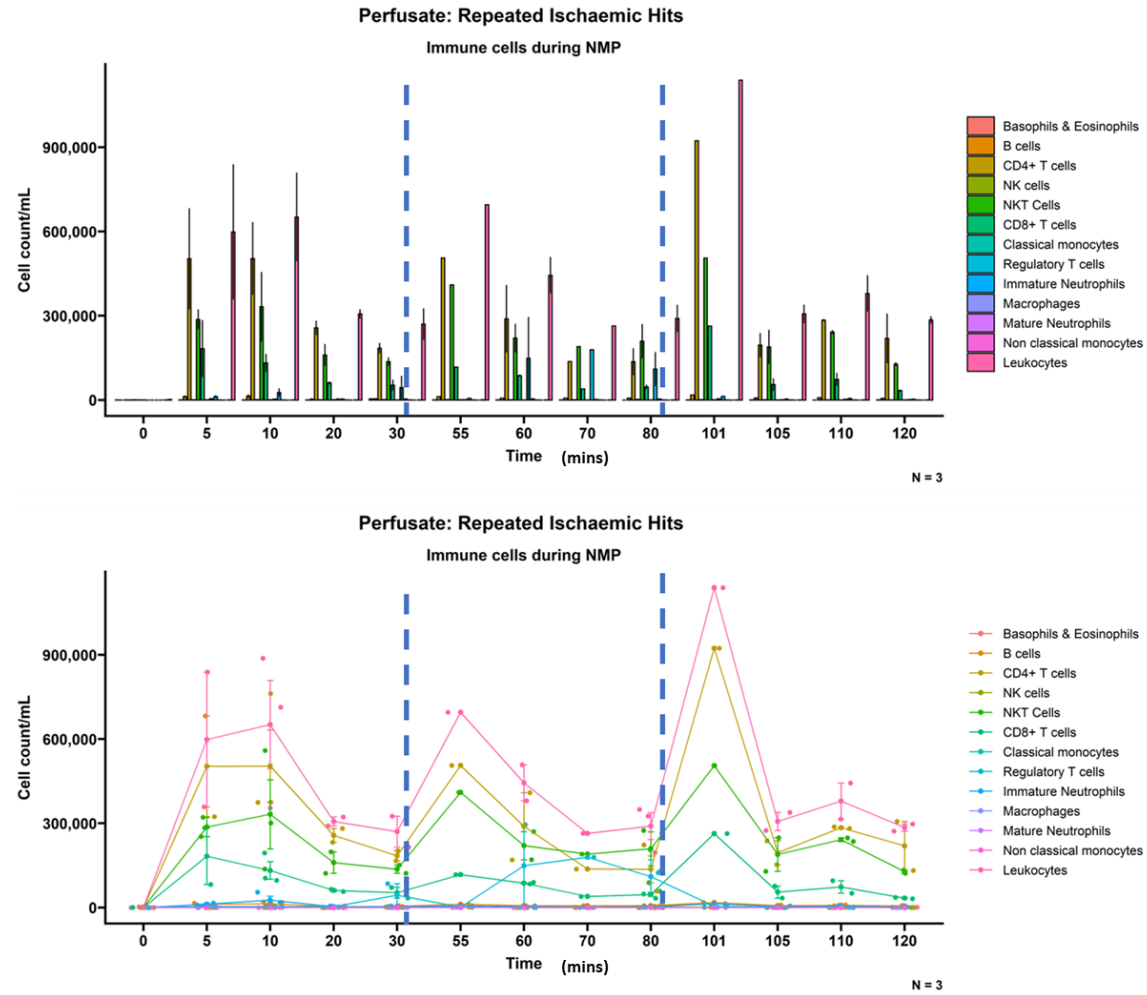 Perfusate: Repeated Ischaemic Hits
Immune cells during NMP
Cell count/mL
900,000
600,000
300,000
0
0 5 10 20 30 55 60 70 80 101 105 110 120
Time (mins)
N = 3
Basophils & Eosinophils
B cells
CD4+ T cells
NK cells
NKT Cells
CD8+ T cells
Classical monocytes
Regulatory T cells
Immature Neutrophils
Macrophages
Mature Neutrophils
Non classical monocytes
Leukocytes
Perfusate: Repeated Ischaemic Hits
Immune cells during NMP
Cell count/mL
900,000
600,000
300,000
0
0 5 10 20 30 55 60 70 80 101 105 110 120
Time (mins)
N = 3
Basophils & Eosinophils
B cells
CD4+ T cells
NK cells
NKT Cells
CD8+ T cells
Classical monocytes
Regulatory T cells
Immature Neutrophils
Macrophages
Mature Neutrophils
Non classical monocytes
Leukocytes